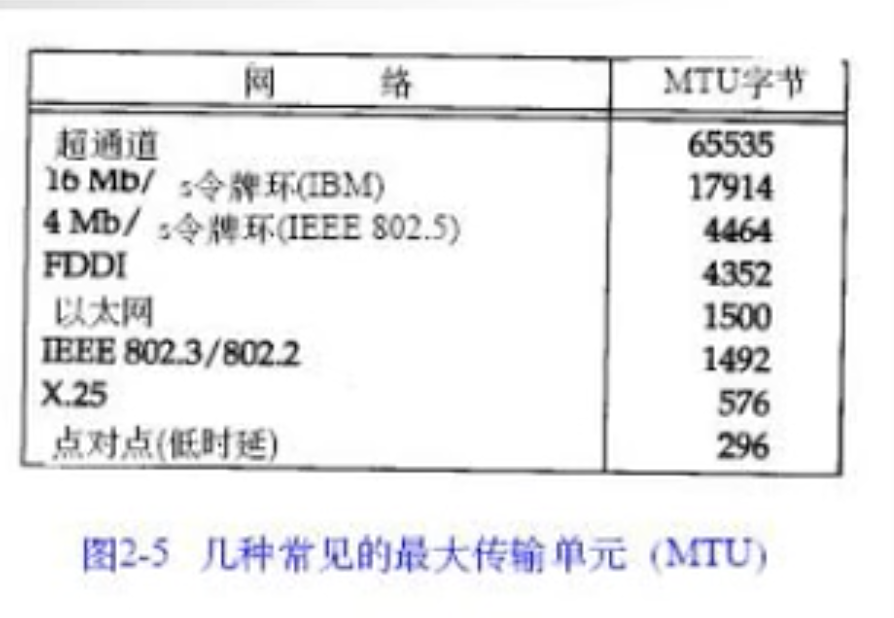 网 络 MTU字节
超通道 65535
16 Mb/ s令牌环(IBM) 17914
4 Mb/ s令牌环(IEEE 802.5) 4464
FDDI 4352
以太网 1500
IEEE 802.3/802.2 1492
X.25 576
点对点(低时延) 296
图2-5 几种常见的最大传输单元（MTU）